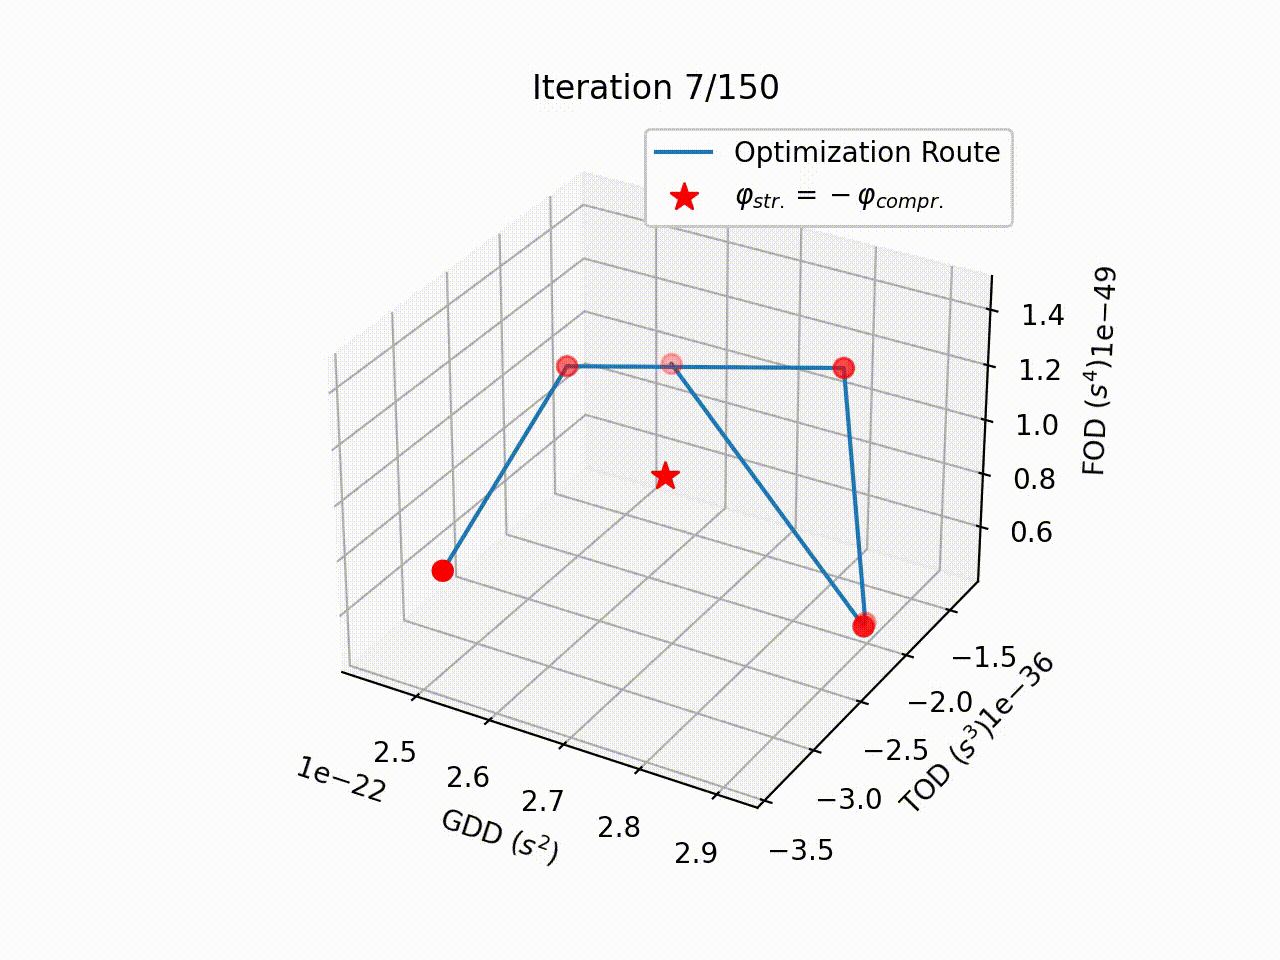 Iteration 7/150
Optimization Route
φstr. = − φcompr.
1.4
1.2
1.0
0.8
0.6
FOD (s⁴)1e−49
−1.5
−2.0
−2.5
−3.0
−3.5
TOD (s³)1e−36
2.5
2.6
2.7
2.8
2.9
1e−22
GDD (s²)